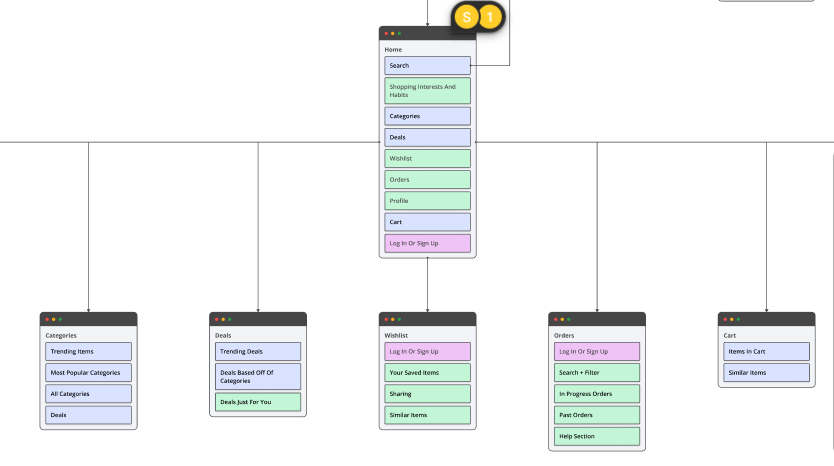 S 1
Home
Search
Shopping Interests And
Habits
Categories
Deals
Wishlist
Orders
Profile
Cart
Log In Or Sign Up
Categories
Trending Items
Most Popular Categories
All Categories
Deals
Deals
Trending Deals
Deals Based Off Of
Categories
Deals Just For You
Wishlist
Log In Or Sign Up
Your Saved Items
Sharing
Similar Items
Orders
Log In Or Sign Up
Search + Filter
In Progress Orders
Past Orders
Help Section
Cart
Items In Cart
Similar Items